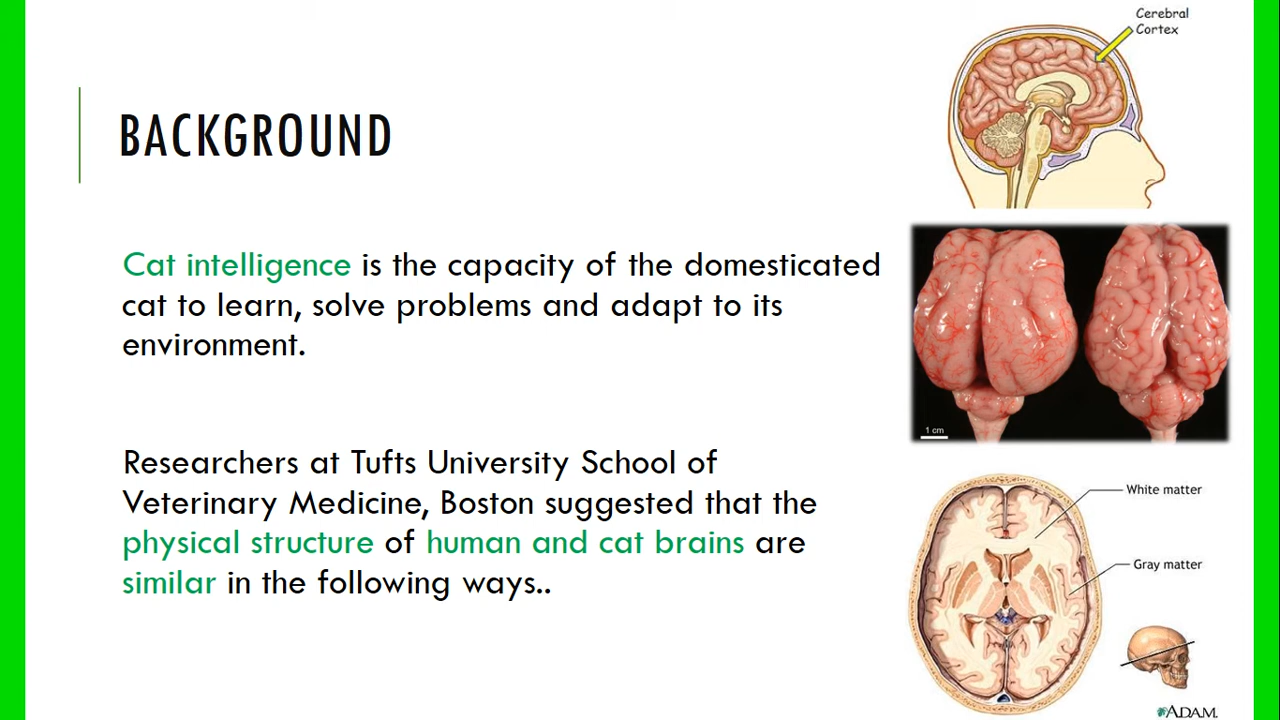 BACKGROUND
Cat intelligence is the capacity of the domesticated
cat to learn, solve problems and adapt to its
environment.
Researchers at Tufts University School of
Veterinary Medicine, Boston suggested that the
physical structure of human and cat brains are
similar in the following ways..
Cerebral
Cortex
1 cm
White matter
Gray matter
ADAM.